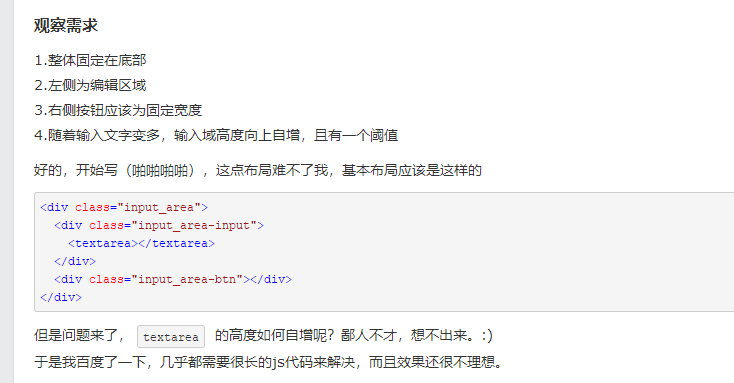 观察需求
1.整体固定在底部
2.左侧为编辑区域
3.右侧按钮应该为固定宽度
4.随着输入文字变多，输入域高度向上自增，且有一个阈值
好的，开始写（啪啪啪啪），这点布局难不了我，基本布局应该是这样的
<div class="input_area">
  <div class="input_area-input">
    <textarea></textarea>
  </div>
  <div class="input_area-btn"></div>
</div>
但是问题来了， textarea 的高度如何自增呢？鄙人不才，想不出来。:)
于是我百度了一下，几乎都需要很长的js代码来解决，而且效果还很不理想。